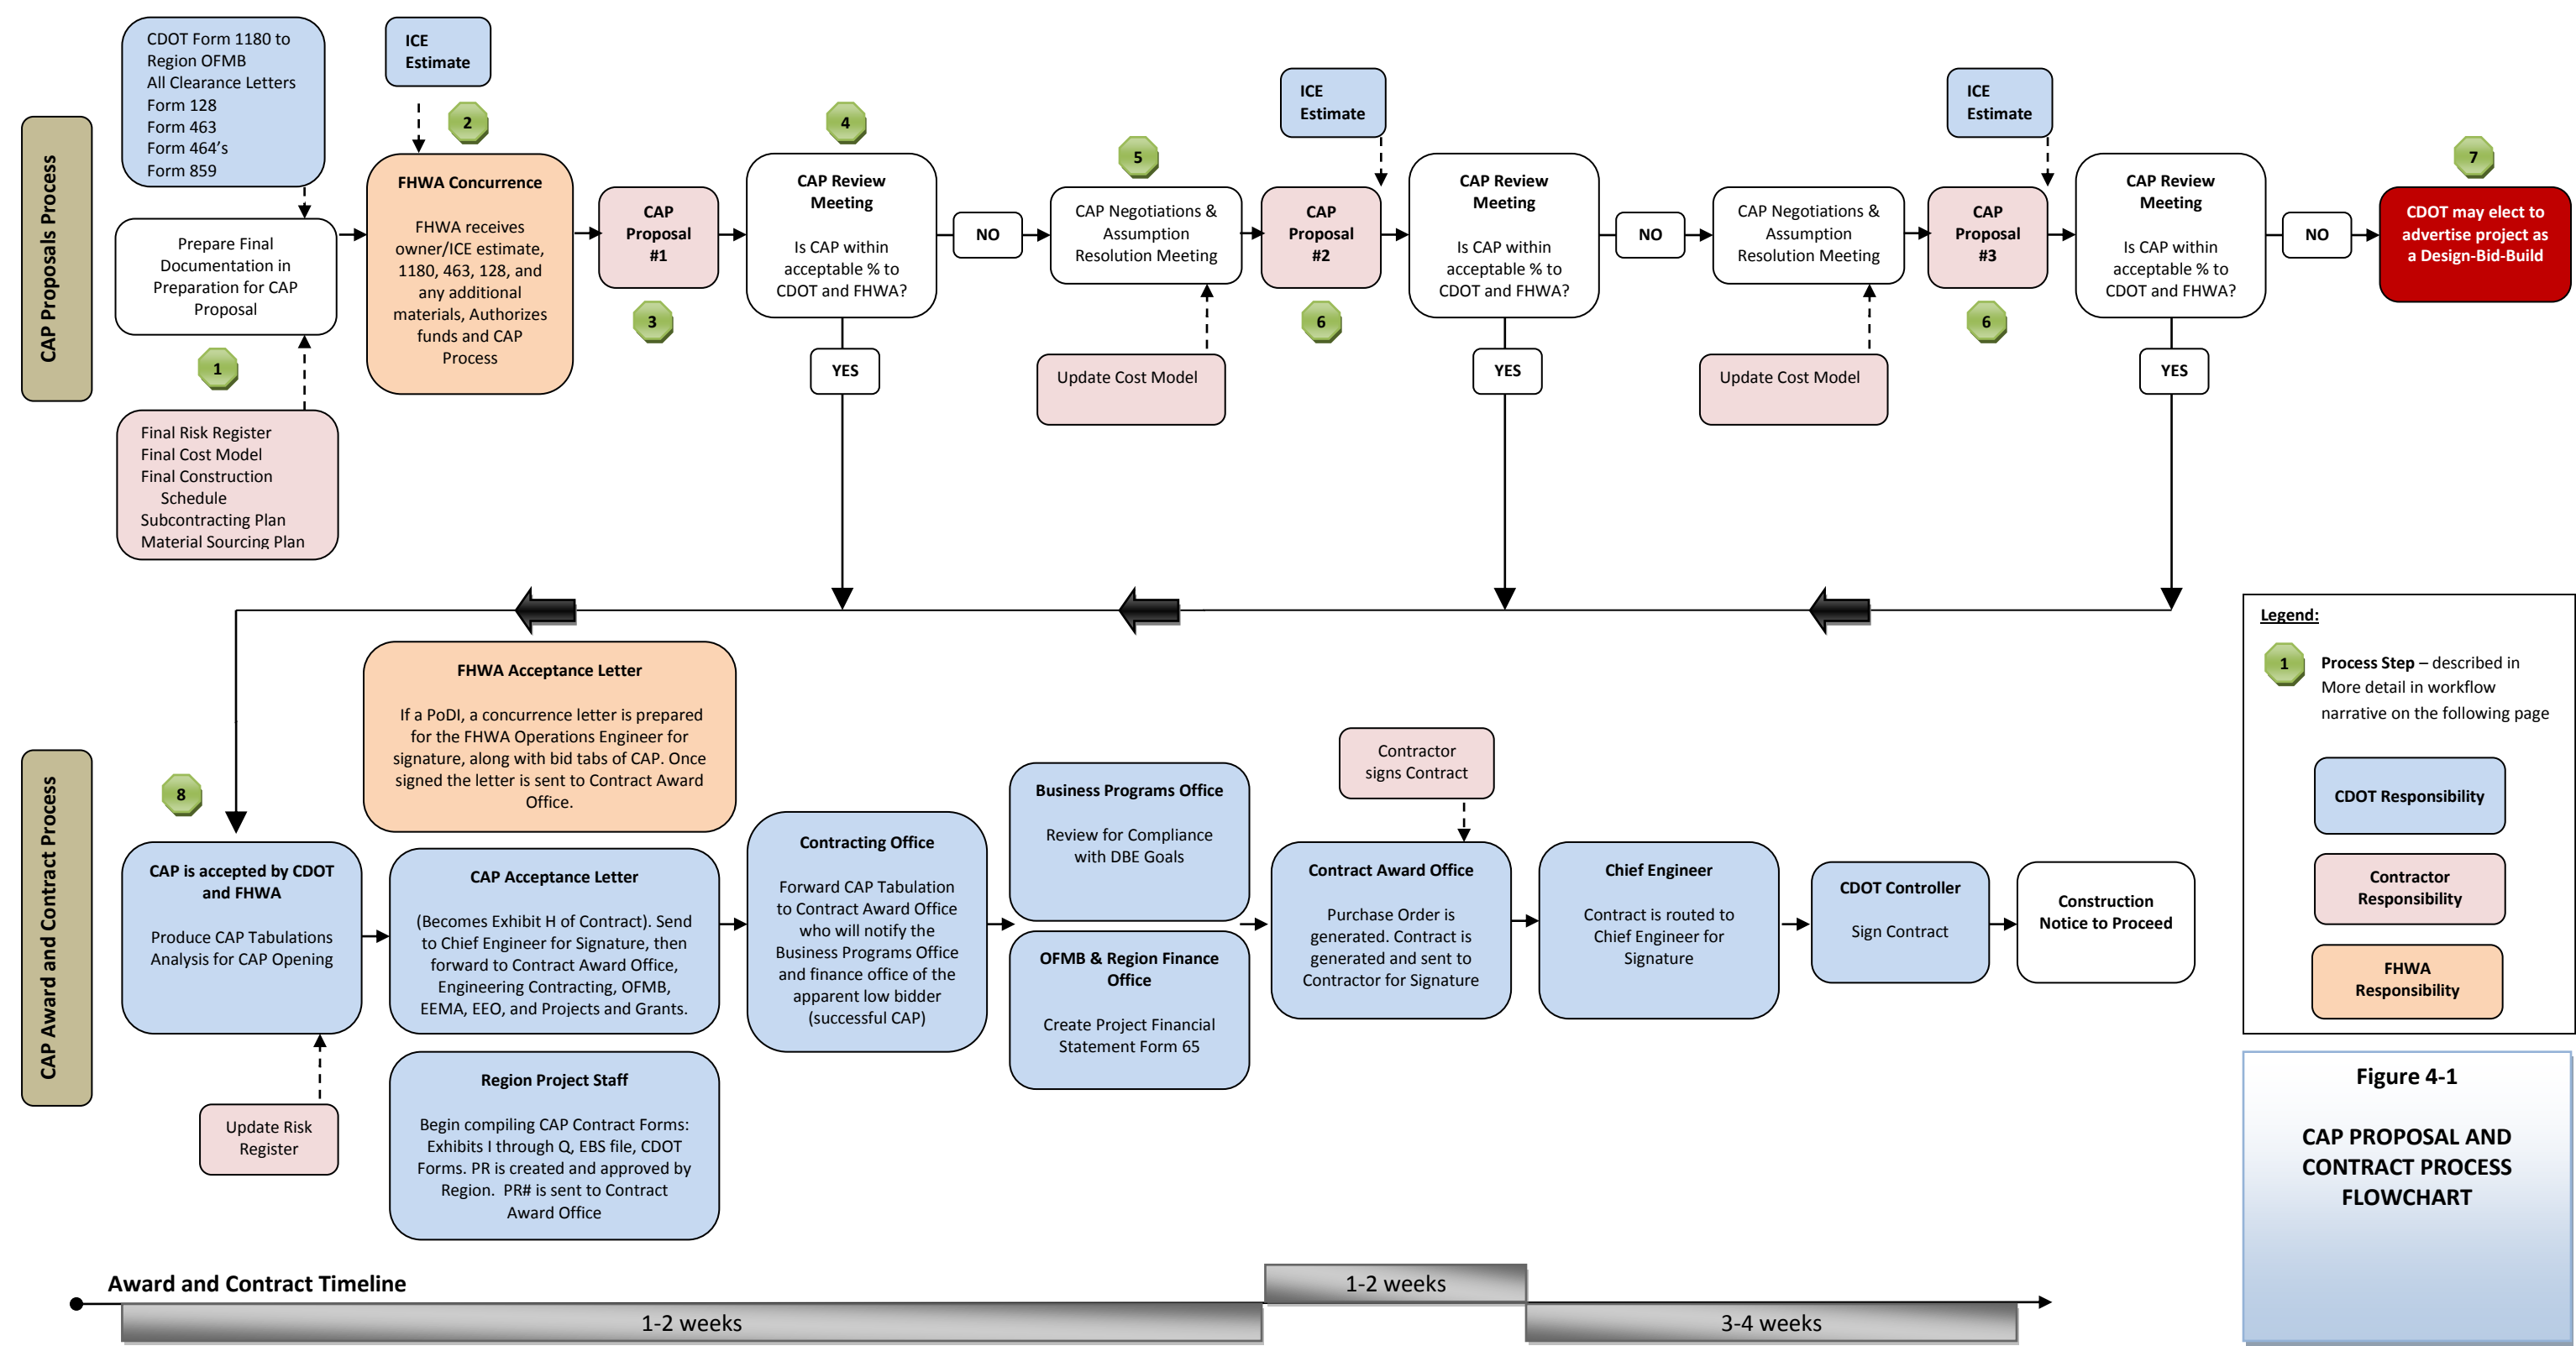 CAP Proposals Process
CDOT Form 1180 to
Region OFMB
All Clearance Letters
Form 128
Form 463
Form 464's
Form 859
Prepare Final
Documentation in
Preparation for CAP
Proposal
1
Final Risk Register
Final Cost Model
Final Construction
Schedule
Subcontracting Plan
Material Sourcing Plan
ICE
Estimate
2
FHWA Concurrence
FHWA receives
owner/ICE estimate,
1180, 463, 128, and
any additional
materials, Authorizes
funds and CAP
Process
CAP
Proposal
#1
3
4
CAP Review
Meeting
Is CAP within
acceptable % to
CDOT and FHWA?
NO
YES
5
CAP Negotiations &
Assumption
Resolution Meeting
Update Cost Model
ICE
Estimate
CAP
Proposal
#2
6
CAP Review
Meeting
Is CAP within
acceptable % to
CDOT and FHWA?
NO
YES
CAP Negotiations &
Assumption
Resolution Meeting
Update Cost Model
ICE
Estimate
CAP
Proposal
#3
6
CAP Review
Meeting
Is CAP within
acceptable % to
CDOT and FHWA?
NO
YES
7
CDOT may elect to
advertise project as
a Design-Bid-Build
CAP Award and Contract Process
8
CAP is accepted by CDOT
and FHWA
Produce CAP Tabulations
Analysis for CAP Opening
Update Risk
Register
FHWA Acceptance Letter
If a PoDI, a concurrence letter is prepared
for the FHWA Operations Engineer for
signature, along with bid tabs of CAP. Once
signed the letter is sent to Contract Award
Office.
CAP Acceptance Letter
(Becomes Exhibit H of Contract). Send
to Chief Engineer for Signature, then
forward to Contract Award Office,
Engineering Contracting, OFMB,
EEMA, EEO, and Projects and Grants.
Region Project Staff
Begin compiling CAP Contract Forms:
Exhibits I through Q, EBS file, CDOT
Forms. PR is created and approved by
Region.  PR# is sent to Contract
Award Office
Contracting Office
Forward CAP Tabulation
to Contract Award Office
who will notify the
Business Programs Office
and finance office of the
apparent low bidder
(successful CAP)
Business Programs Office
Review for Compliance
with DBE Goals
OFMB & Region Finance
Office
Create Project Financial
Statement Form 65
Contractor
signs Contract
Contract Award Office
Purchase Order is
generated. Contract is
generated and sent to
Contractor for Signature
Chief Engineer
Contract is routed to
Chief Engineer for
Signature
CDOT Controller
Sign Contract
Construction
Notice to Proceed
Legend:
1
Process Step – described in
More detail in workflow
narrative on the following page
CDOT Responsibility
Contractor
Responsibility
FHWA
Responsibility
Figure 4-1
CAP PROPOSAL AND
CONTRACT PROCESS
FLOWCHART
Award and Contract Timeline
1-2 weeks
1-2 weeks
3-4 weeks